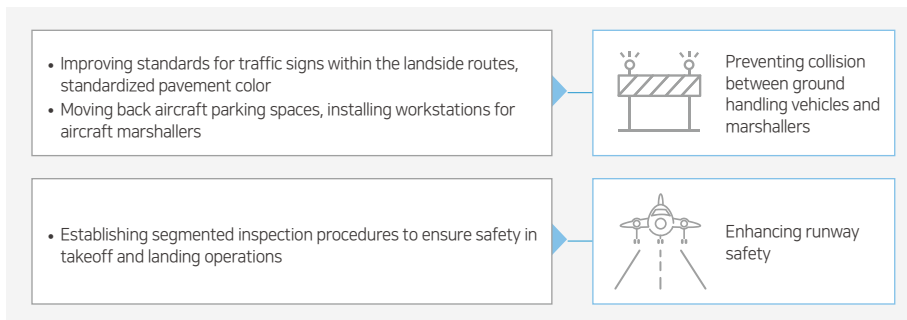 • Improving standards for traffic signs within the landside routes,
standardized pavement color
• Moving back aircraft parking spaces, installing workstations for
aircraft marshallers
Preventing collision
between ground
handling vehicles and
marshallers
• Establishing segmented inspection procedures to ensure safety in
takeoff and landing operations
Enhancing runway
safety